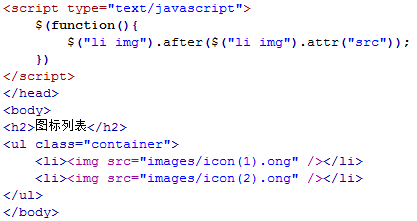 <script type="text/javascript">
$(function(){
$("li img").after($("li img").attr("src"));
})
</script>
</head>
<body>
<h2>图标列表</h2>
<ul class="container">
<li><img src="images/icon(1).ong" /></li>
<li><img src="images/icon(2).ong" /></li>
</ul>
</body>